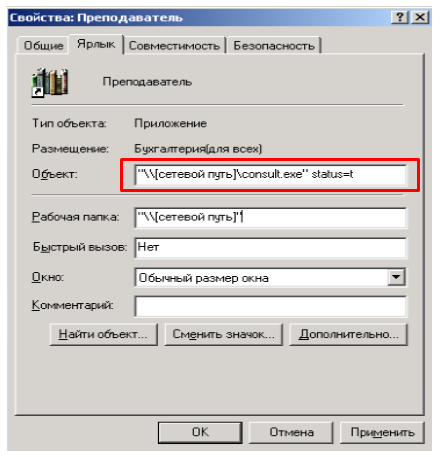 Свойства: Преподаватель
Общие Ярлык Совместимость Безопасность
Преподаватель
Тип объекта: Приложение
Размещение: Бухгалтерия(для всех)
Объект: "\\[сетевой путь]\consult.exe" status=t
Рабочая папка: "\\[сетевой путь]"
Быстрый вызов: Нет
Окно: Обычный размер окна
Комментарий:
Найти объект... Сменить значок... Дополнительно...
OK Отмена Применить